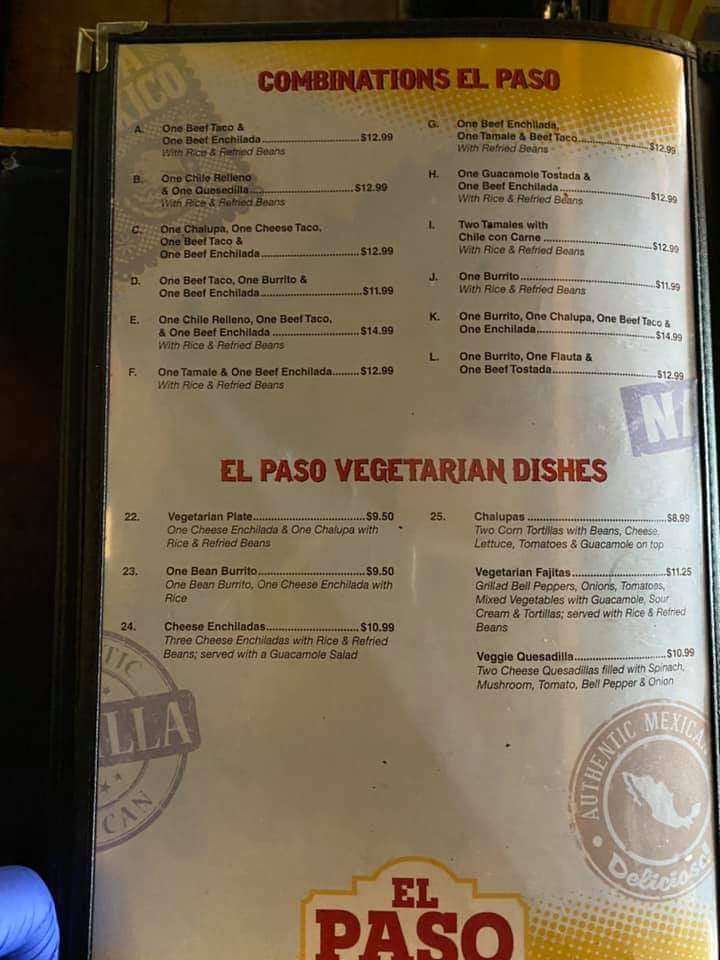 COMBINATIONS EL PASO
A. One Beef Taco &
One Beef Enchilada..............................$12.99
With Rice & Refried Beans
B. One Chile Relleno
& One Quesedilla..............................$12.99
With Rice & Refried Beans
C. One Chalupa, One Cheese Taco,
One Beef Taco &
One Beef Enchilada..............................$12.99
D. One Beef Taco, One Burrito &
One Beef Enchilada..............................$11.99
E. One Chile Relleno, One Beef Taco,
& One Beef Enchilada .........................$14.99
With Rice & Refried Beans
F. One Tamale & One Beef Enchilada........$12.99
With Rice & Refried Beans
G. One Beef Enchilada,
One Tamale & Beef Taco.....................$12.99
With Refried Beans
H. One Guacamole Tostada &
One Beef Enchilada..........................$12.99
With Rice & Refried Beans
I. Two Tamales with
Chile con Carne ..............................$12.99
With Rice & Refried Beans
J. One Burrito.....................................$11.99
With Rice & Refried Beans
K. One Burrito, One Chalupa, One Beef Taco &
One Enchilada.................................$14.99
L. One Burrito, One Flauta &
One Beef Tostada.............................$12.99
NA
EL PASO VEGETARIAN DISHES
22. Vegetarian Plate...................................$9.50
One Cheese Enchilada & One Chalupa with
Rice & Refried Beans
23. One Bean Burrito.................................$9.50
One Bean Burrito, One Cheese Enchilada with
Rice
24. Cheese Enchiladas.............................$10.99
Three Cheese Enchiladas with Rice & Refried
Beans; served with a Guacamole Salad
25. Chalupas ..........................................$8.99
Two Corn Tortillas with Beans, Cheese,
Lettuce, Tomatoes & Guacamole on top
Vegetarian Fajitas.............................$11.25
Grillad Bell Peppers, Onions, Tomatoes,
Mixed Vegetables with Guacamole, Sour
Cream & Tortillas; served with Rice & Refried
Beans
Veggie Quesadilla............................$10.99
Two Cheese Quesadillas filled with Spinach,
Mushroom, Tomato, Bell Pepper & Onion
TIC
LLA
CAN
AUTHENTIC MEXICA
Delicioso
EL
PASO